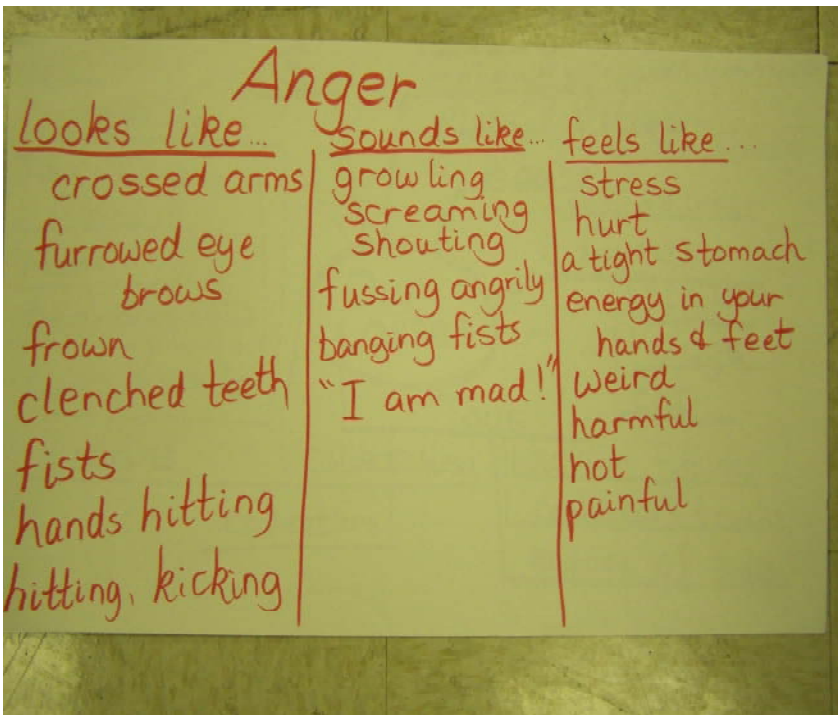 Anger
looks like...
crossed arms
furrowed eye
brows
frown
clenched teeth
fists
hands hitting
hitting, kicking
sounds like...
growling
screaming
shouting
fussing angrily
banging fists
"I am mad!"
feels like...
stress
hurt
a tight stomach
energy in your
hands & feet
weird
harmful
hot
painful